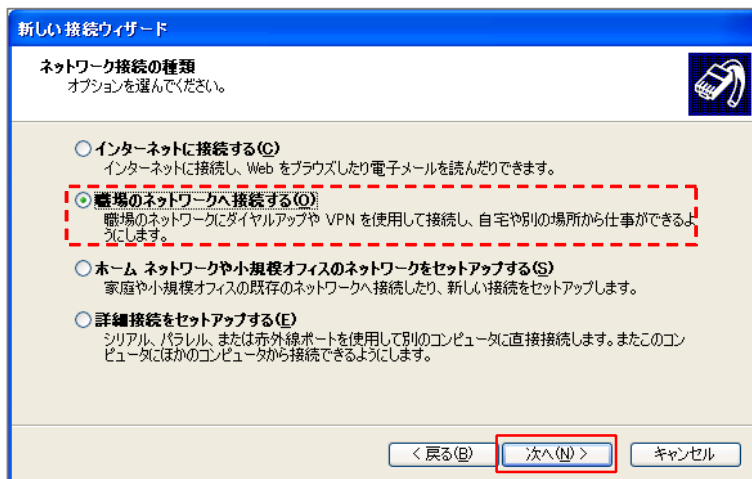 新しい接続ウィザード
ネットワーク接続の種類
オプションを選んでください。
インターネットに接続する(C)
インターネットに接続し、Web をブラウズしたり電子メールを読んだりできます。
職場のネットワークへ接続する(O)
職場のネットワークにダイヤルアップや VPN を使用して接続し、自宅や別の場所から仕事ができるよ
うにします。
ホーム ネットワークや小規模オフィスのネットワークをセットアップする(S)
家庭や小規模オフィスの既存のネットワークへ接続したり、新しい接続をセットアップします。
詳細接続をセットアップする(E)
シリアル、パラレル、または赤外線ポートを使用して別のコンピュータに直接接続します。またこのコン
ピュータにほかのコンピュータから接続できるようにします。
< 戻る(B) 次へ(N) > キャンセル